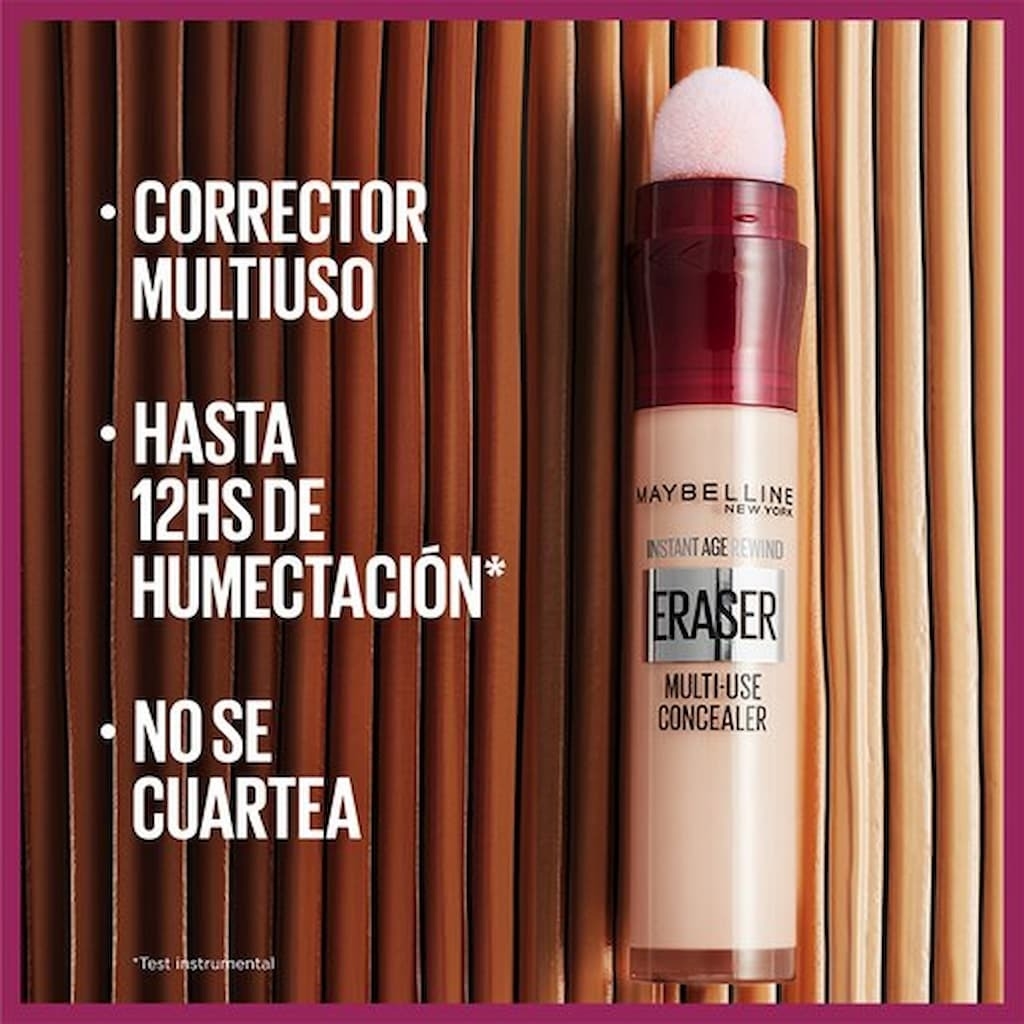 • CORRECTOR
MULTIUSO
• HASTA
12HS DE
HUMECTACIÓN*
• NO SE
CUARTEA
*Test instrumental
MAYBELLINE
NEW YORK
INSTANT AGE REWIND
ERASER
MULTI-USE
CONCEALER